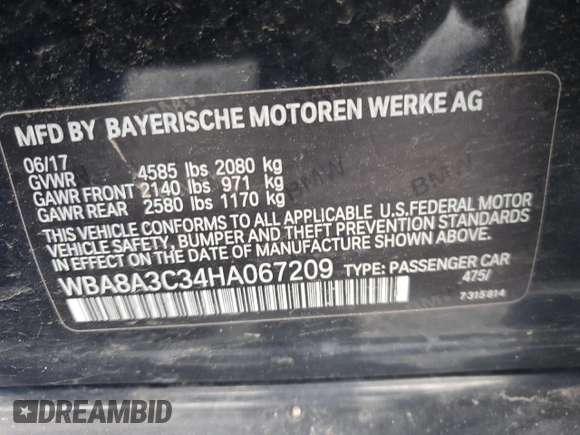 MFD BY BAYERISCHE MOTOREN WERKE AG
06/17
GVWR 4585 lbs 2080 kg
GAWR FRONT 2140 lbs 971 kg
GAWR REAR 2580 lbs 1170 kg
THIS VEHICLE CONFORMS TO ALL APPLICABLE U.S.FEDERAL MOTOR
VEHICLE SAFETY, BUMPER AND THEFT PREVENTION STANDARDS
IN EFFECT ON THE DATE OF MANUFACTURE SHOWN ABOVE.
WBA8A3C34HA067209 TYPE: PASSENGER CAR
475/
7315814
DREAMBID